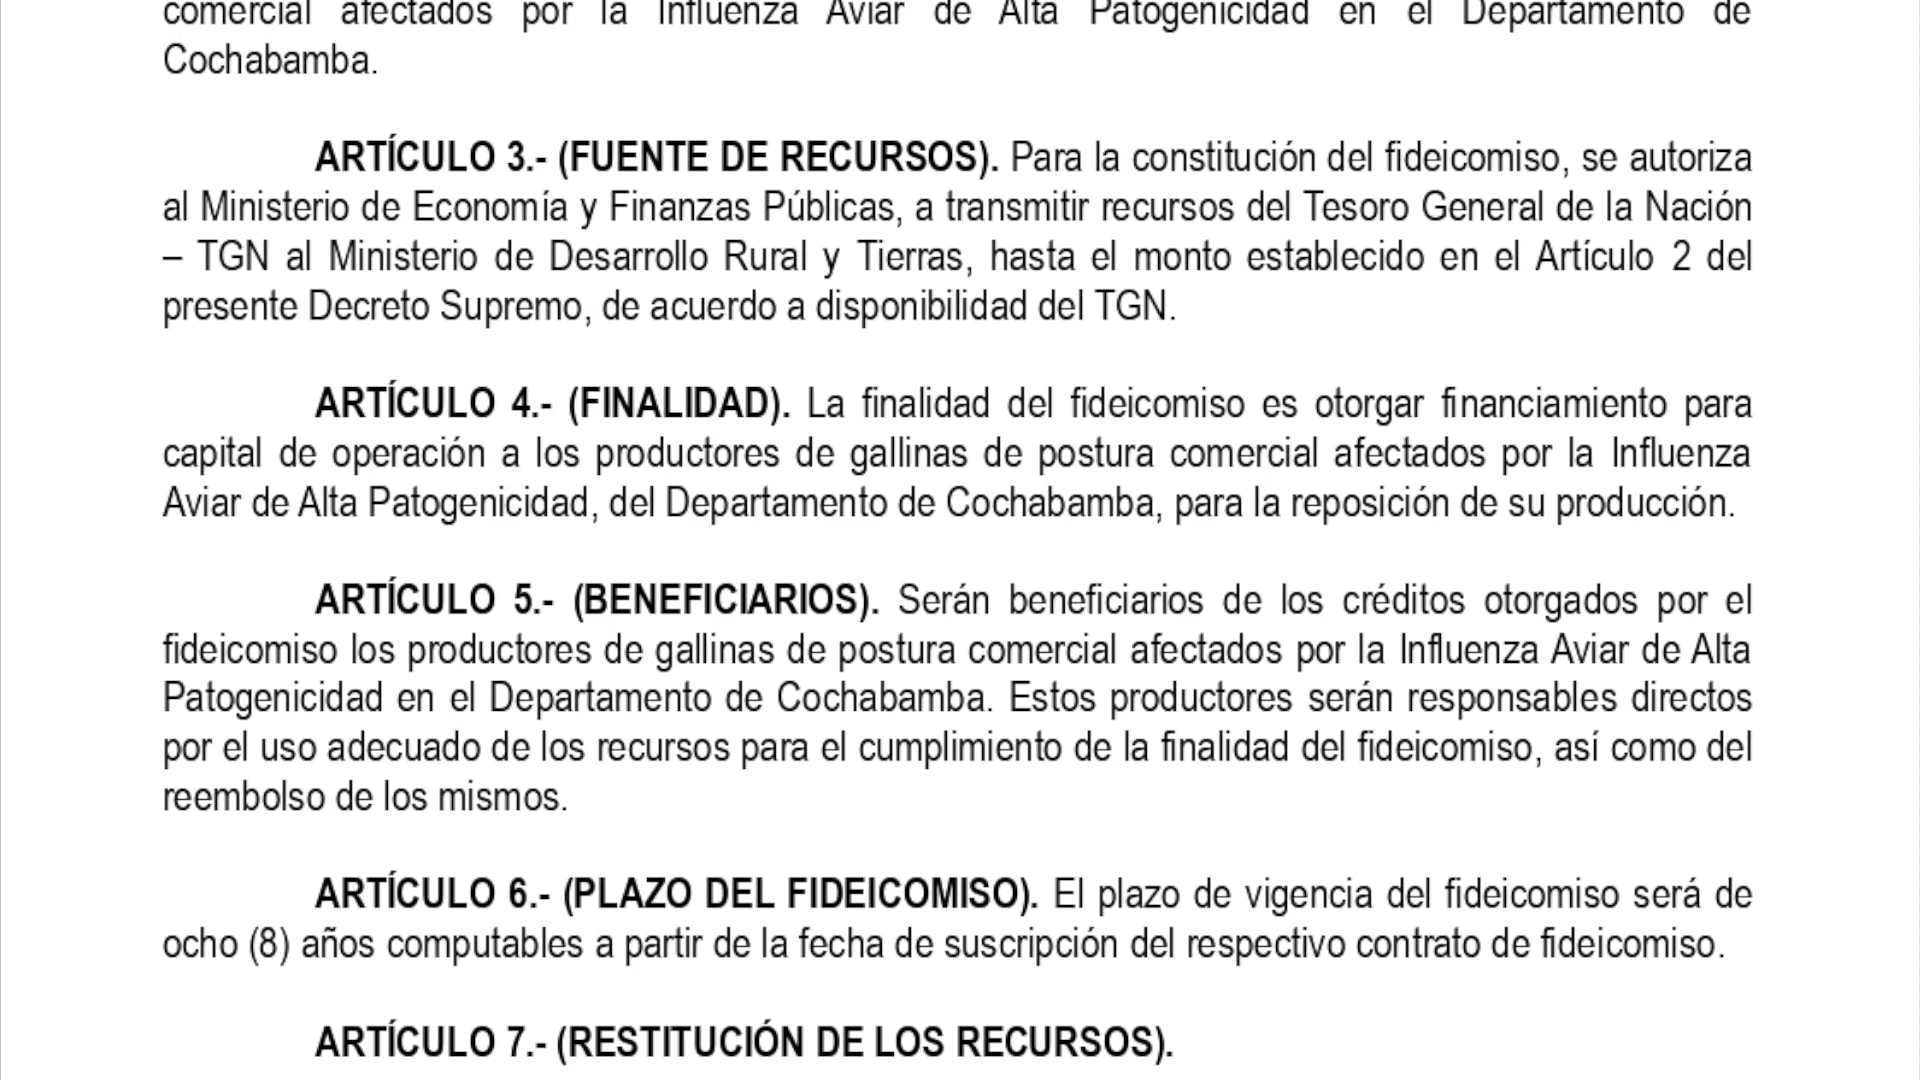 comercial afectados por la Influenza Aviar de Alta Patogenicidad en el Departamento de
Cochabamba.
ARTÍCULO 3.- (FUENTE DE RECURSOS). Para la constitución del fideicomiso, se autoriza
al Ministerio de Economía y Finanzas Públicas, a transmitir recursos del Tesoro General de la Nación
– TGN al Ministerio de Desarrollo Rural y Tierras, hasta el monto establecido en el Artículo 2 del
presente Decreto Supremo, de acuerdo a disponibilidad del TGN.
ARTÍCULO 4.- (FINALIDAD). La finalidad del fideicomiso es otorgar financiamiento para
capital de operación a los productores de gallinas de postura comercial afectados por la Influenza
Aviar de Alta Patogenicidad, del Departamento de Cochabamba, para la reposición de su producción.
ARTÍCULO 5.- (BENEFICIARIOS). Serán beneficiarios de los créditos otorgados por el
fideicomiso los productores de gallinas de postura comercial afectados por la Influenza Aviar de Alta
Patogenicidad en el Departamento de Cochabamba. Estos productores serán responsables directos
por el uso adecuado de los recursos para el cumplimiento de la finalidad del fideicomiso, así como del
reembolso de los mismos.
ARTÍCULO 6.- (PLAZO DEL FIDEICOMISO). El plazo de vigencia del fideicomiso será de
ocho (8) años computables a partir de la fecha de suscripción del respectivo contrato de fideicomiso.
ARTÍCULO 7.- (RESTITUCIÓN DE LOS RECURSOS).